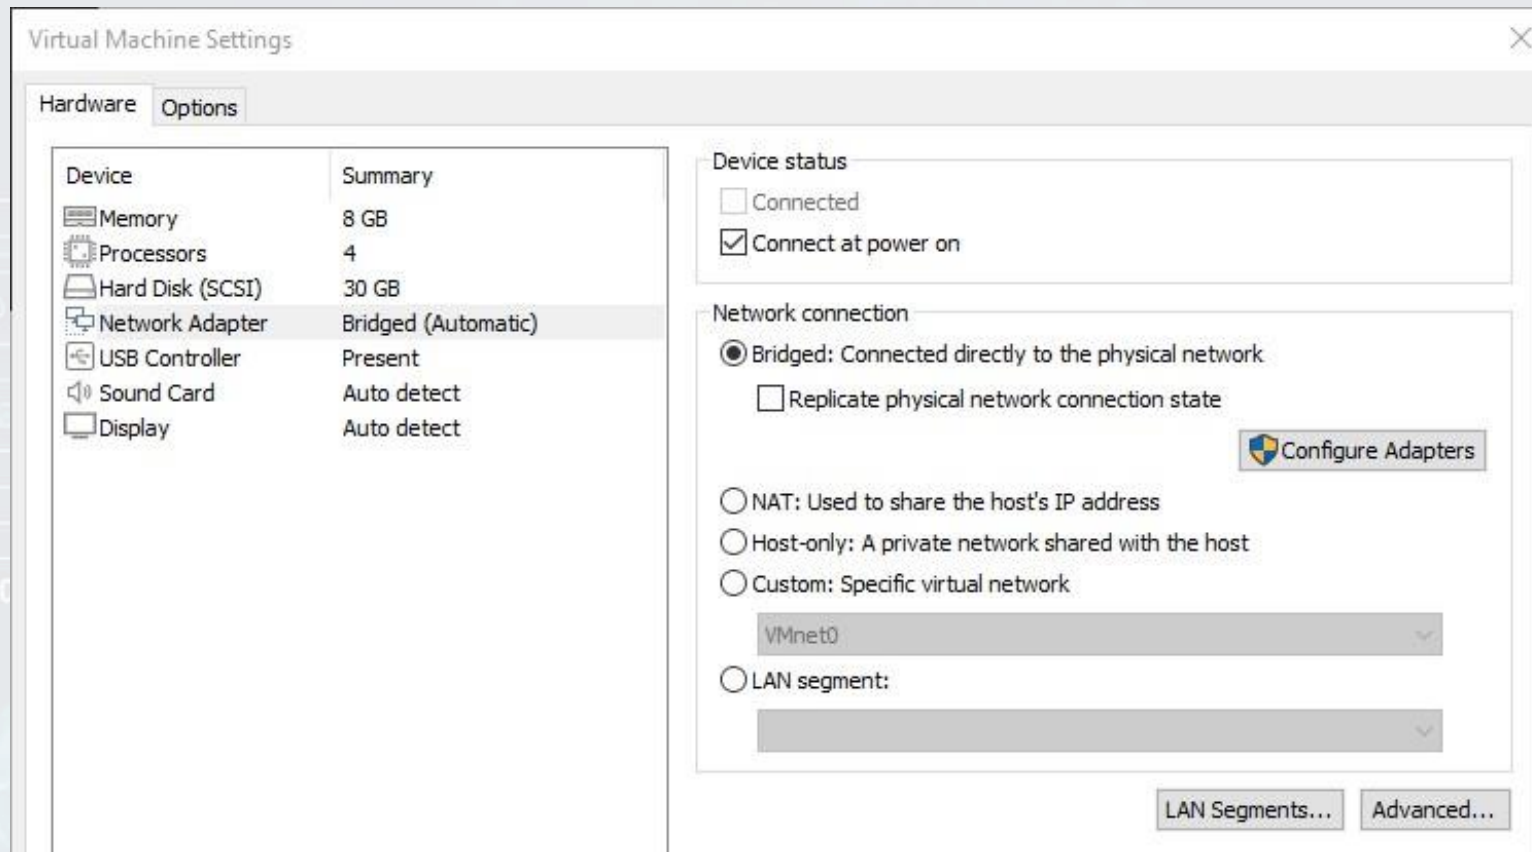 Virtual Machine Settings
Hardware Options
Device Summary
Memory 8 GB
Processors 4
Hard Disk (SCSI) 30 GB
Network Adapter Bridged (Automatic)
USB Controller Present
Sound Card Auto detect
Display Auto detect
Device status
Connected
Connect at power on
Network connection
Bridged: Connected directly to the physical network
Replicate physical network connection state
Configure Adapters
NAT: Used to share the host's IP address
Host-only: A private network shared with the host
Custom: Specific virtual network
VMnet0
LAN segment:
LAN Segments... Advanced...